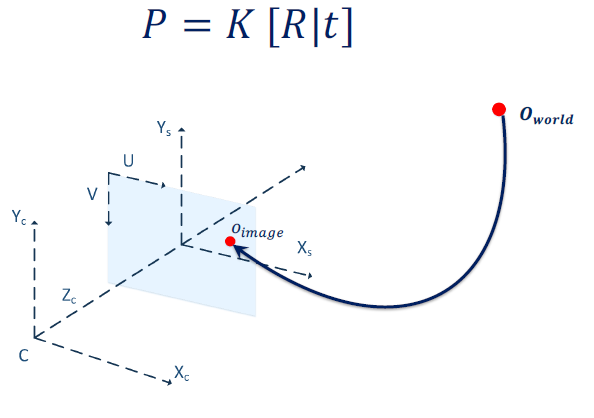 P = K [R|t]
O_world
Y_s
U
V
o_image
Y_c
X_s
Z_c
C
X_c